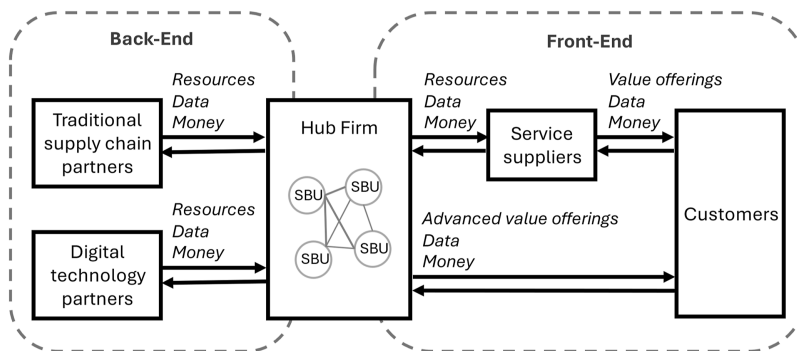 Back-End
Front-End
Resources
Data
Money
Traditional
supply chain
partners
Resources
Data
Money
Digital
technology
partners
Hub Firm
SBU
SBU
SBU
SBU
Resources
Data
Money
Service
suppliers
Value offerings
Data
Money
Advanced value offerings
Data
Money
Customers